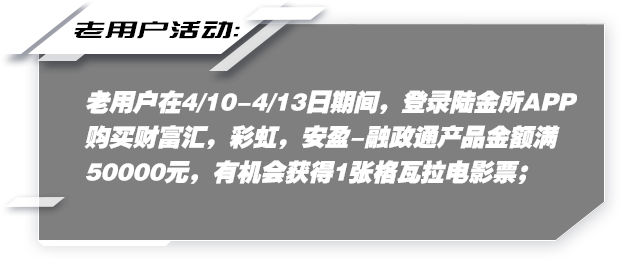 老用户活动:
老用户在4/10-4/13日期间，登录陆金所APP
购买财富汇，彩虹，安盈-融政通产品金额满
50000元，有机会获得1张格瓦拉电影票；